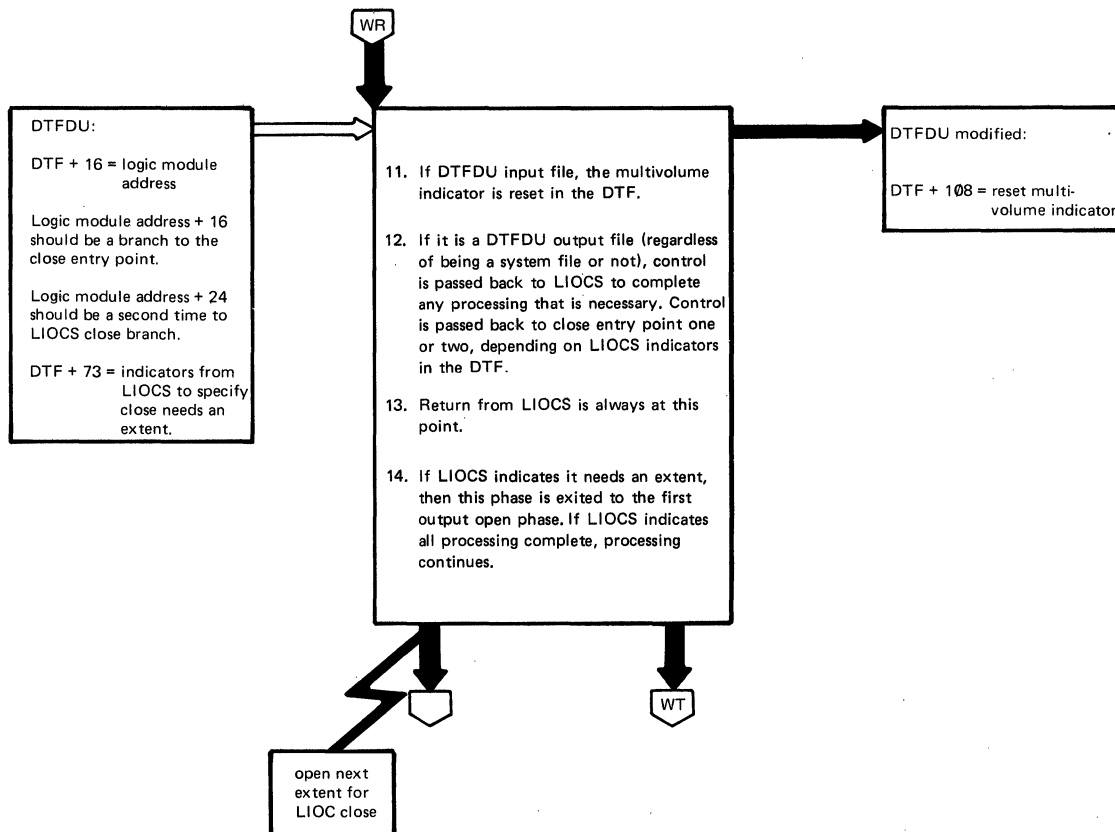 WR
DTFDU:
DTF + 16 = logic module
address
Logic module address + 16
should be a branch to the
close entry point.
Logic module address + 24
should be a second time to
LIOCS close branch.
DTF + 73 = indicators from
LIOCS to specify
close needs an
extent.
11. If DTFDU input file, the multivolume
indicator is reset in the DTF.
12. If it is a DTFDU output file (regardless
of being a system file or not), control
is passed back to LIOCS to complete
any processing that is necessary. Control
is passed back to close entry point one
or two, depending on LIOCS indicators
in the DTF.
13. Return from LIOCS is always at this
point.
14. If LIOCS indicates it needs an extent,
then this phase is exited to the first
output open phase. If LIOCS indicates
all processing complete, processing
continues.
DTFDU modified:
DTF + 108 = reset multi-
volume indicator
WT
open next
extent for
LIOC close